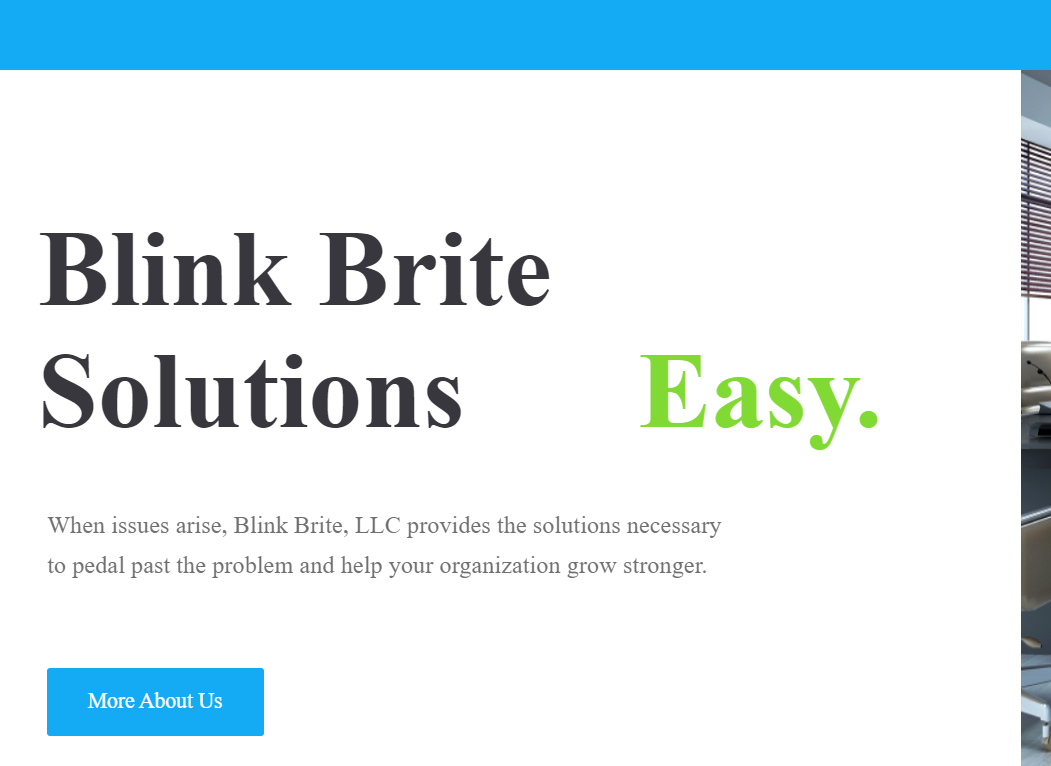 Blink Brite
Solutions Easy.
When issues arise, Blink Brite, LLC provides the solutions necessary
to pedal past the problem and help your organization grow stronger.
More About Us